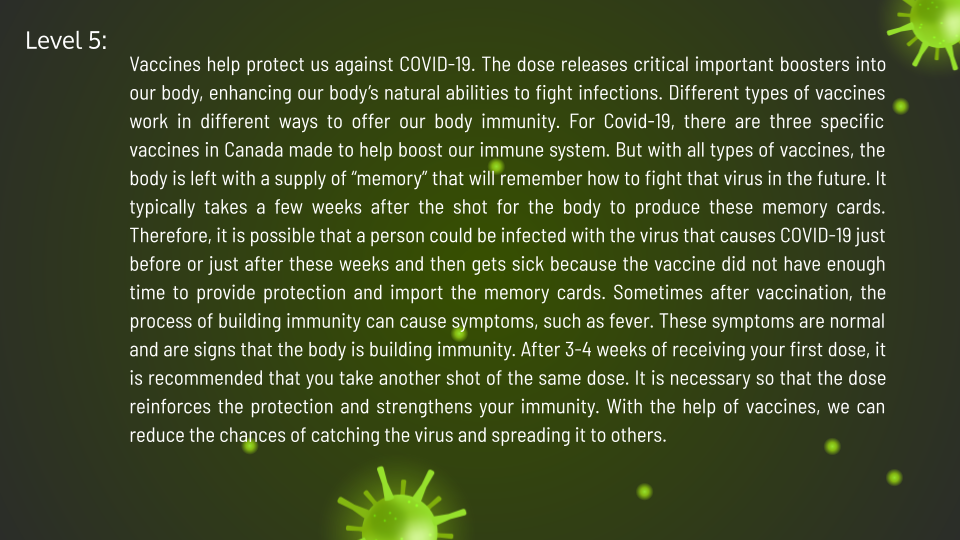 Level 5:
Vaccines help protect us against COVID-19. The dose releases critical important boosters into
our body, enhancing our body's natural abilities to fight infections. Different types of vaccines
work in different ways to offer our body immunity. For Covid-19, there are three specific
vaccines in Canada made to help boost our immune system. But with all types of vaccines, the
body is left with a supply of “memory” that will remember how to fight that virus in the future. It
typically takes a few weeks after the shot for the body to produce these memory cards.
Therefore, it is possible that a person could be infected with the virus that causes COVID-19 just
before or just after these weeks and then gets sick because the vaccine did not have enough
time to provide protection and import the memory cards. Sometimes after vaccination, the
process of building immunity can cause symptoms, such as fever. These symptoms are normal
and are signs that the body is building immunity. After 3-4 weeks of receiving your first dose, it
is recommended that you take another shot of the same dose. It is necessary so that the dose
reinforces the protection and strengthens your immunity. With the help of vaccines, we can
reduce the chances of catching the virus and spreading it to others.